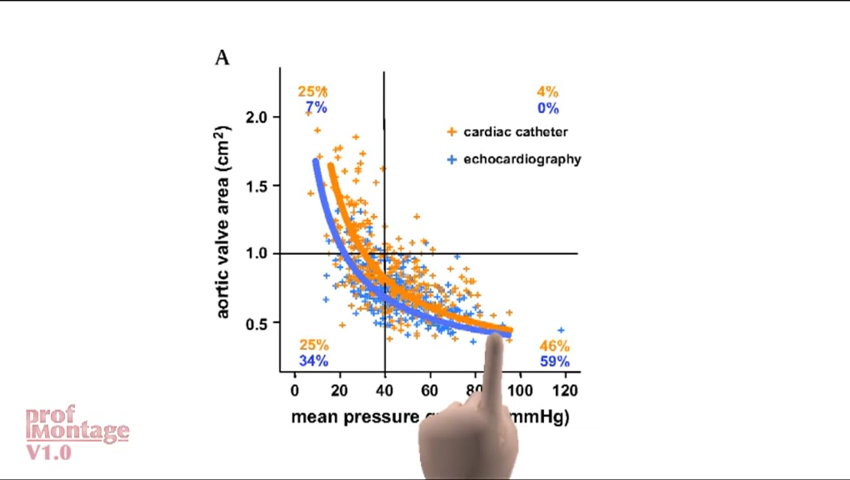 A
25%
7%
4%
0%
cardiac catheter
echocardiography
2.0
1.5
1.0
0.5
aortic valve area (cm²)
25%
34%
46%
59%
0 20 40 60 80 100 120
mean pressure mmHg)
prof
Montage
V1.0